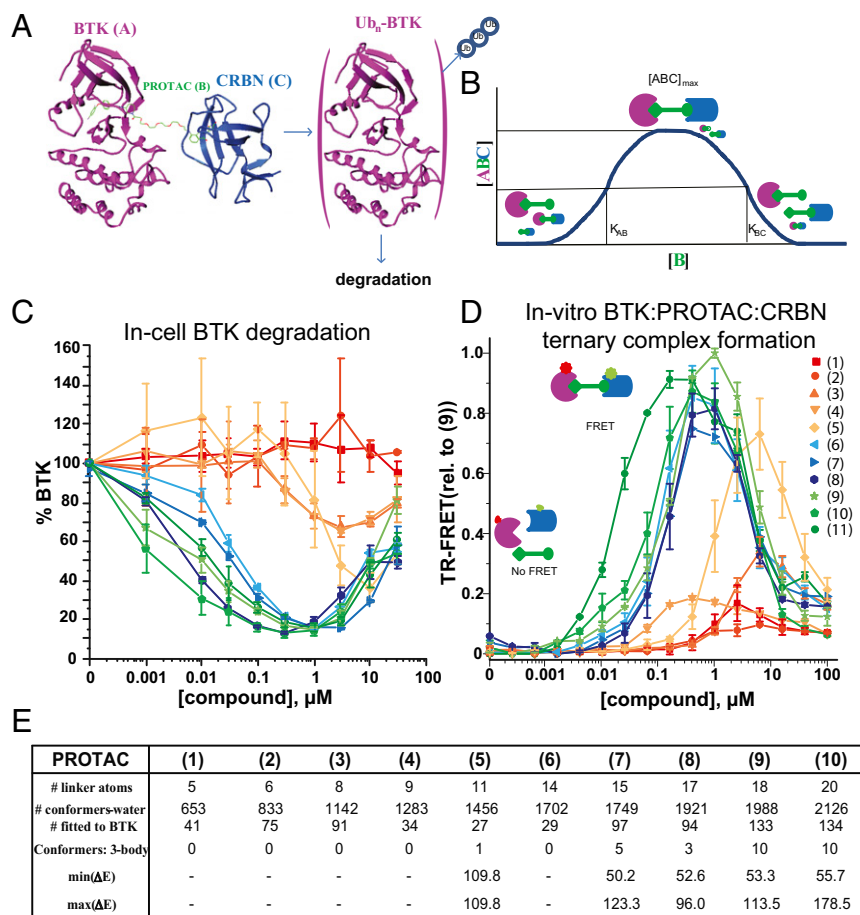 A
BTK (A)
PROTAC (B)
CRBN (C)
Ubn-BTK
Ub
Ub
Ub
degradation
B
[ABC]max
[ABC]
KAB
KBC
[B]
C
In-cell BTK degradation
160
140
120
100
80
60
40
20
0
% BTK
0
0.001
0.01
0.1
1
10
100
[compound], µM
D
In-vitro BTK:PROTAC:CRBN
ternary complex formation
1.0
0.8
0.6
0.4
0.2
0
TR-FRET(rel. to (9))
FRET
No FRET
(1)
(2)
(3)
(4)
(5)
(6)
(7)
(8)
(9)
(10)
(11)
0
0.001
0.01
0.1
1
10
100
[compound], µM
E
PROTAC (1) (2) (3) (4) (5) (6) (7) (8) (9) (10)
# linker atoms 5 6 8 9 11 14 15 17 18 20
# conformers-water 653 833 1142 1283 1456 1702 1749 1921 1988 2126
# fitted to BTK 41 75 91 34 27 29 97 94 133 134
Conformers: 3-body 0 0 0 0 1 0 5 3 10 10
min(ΔE) - - - - 109.8 - 50.2 52.6 53.3 55.7
max(ΔE) - - - - 109.8 - 123.3 96.0 113.5 178.5